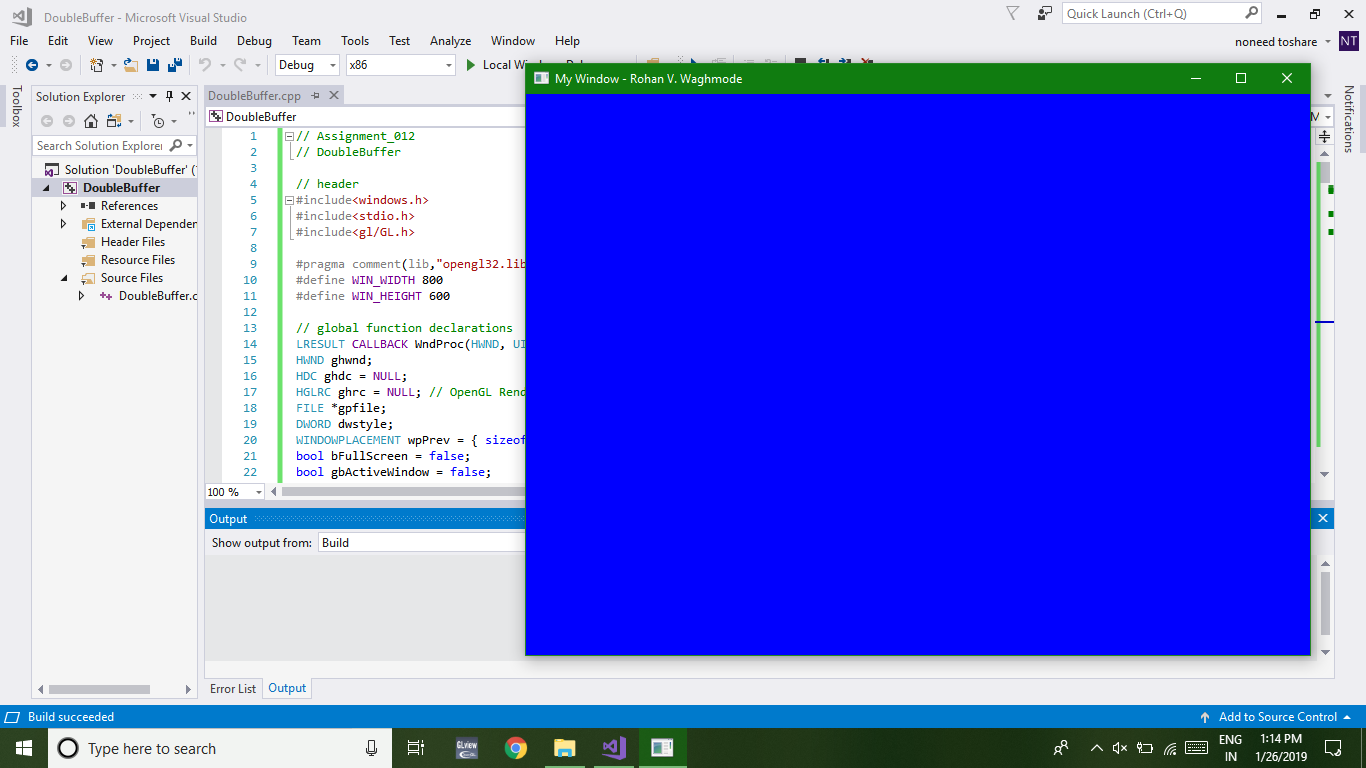 DoubleBuffer - Microsoft Visual Studio
Quick Launch (Ctrl+Q)
File Edit View Project Build Debug Team Tools Test Analyze Window Help
noneed toshare NT
Debug x86 Local Win
Toolbox
Solution Explorer
Search Solution Explorer
Solution 'DoubleBuffer' (
DoubleBuffer
References
External Dependen
Header Files
Resource Files
Source Files
DoubleBuffer.c
DoubleBuffer.cpp
DoubleBuffer
1 // Assignment_012
2 // DoubleBuffer
3
4 // header
5 #include<windows.h>
6 #include<stdio.h>
7 #include<gl/GL.h>
8
9 #pragma comment(lib,"opengl32.lib
10 #define WIN_WIDTH 800
11 #define WIN_HEIGHT 600
12
13 // global function declarations
14 LRESULT CALLBACK WndProc(HWND, UI
15 HWND ghwnd;
16 HDC ghdc = NULL;
17 HGLRC ghrc = NULL; // OpenGL Rend
18 FILE *gpfile;
19 DWORD dwstyle;
20 WINDOWPLACEMENT wpPrev = { sizeof
21 bool bFullScreen = false;
22 bool gbActiveWindow = false;
100 %
Output
Show output from: Build
Error List Output
My Window - Rohan V. Waghmode
M
Notifications
Build succeeded
Add to Source Control
Type here to search
GLview
ENG
IN
1:14 PM
1/26/2019